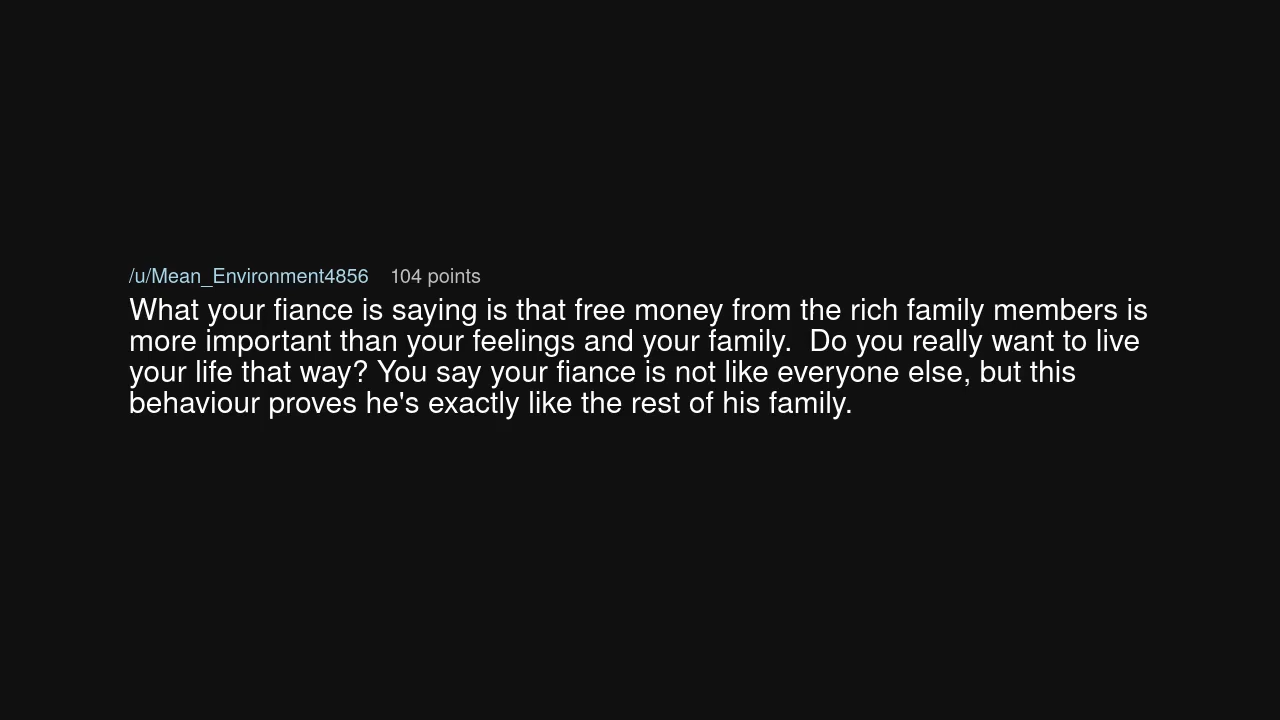 /u/Mean_Environment4856 104 points
What your fiance is saying is that free money from the rich family members is
more important than your feelings and your family.  Do you really want to live
your life that way? You say your fiance is not like everyone else, but this
behaviour proves he's exactly like the rest of his family.